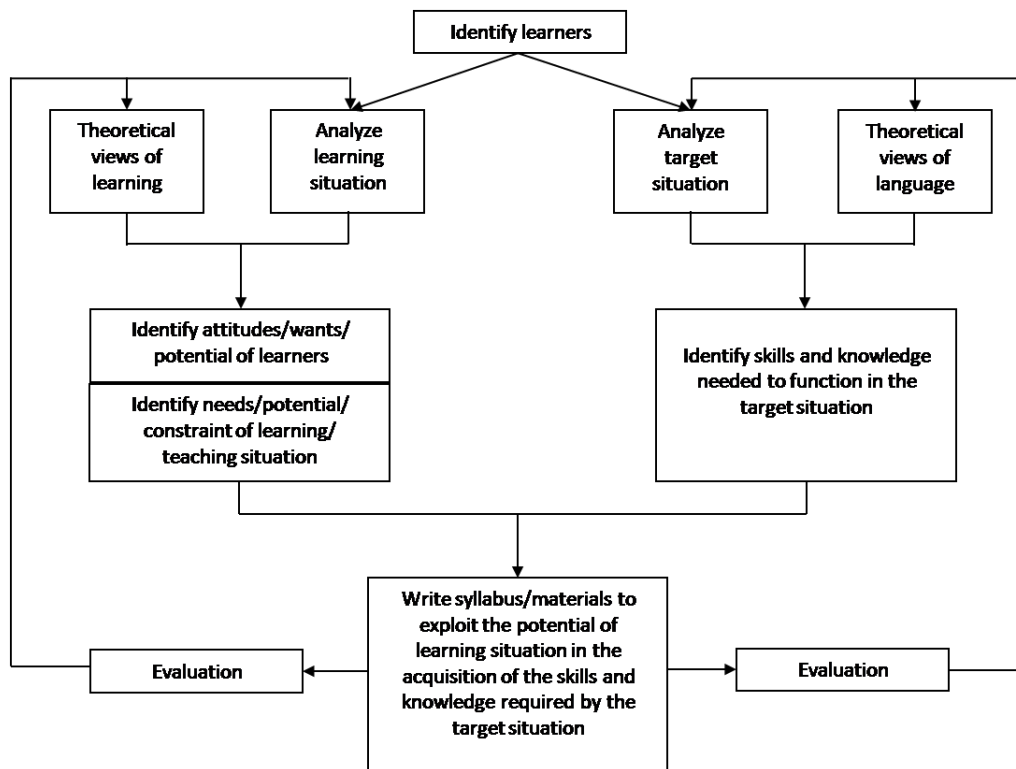 Identify learners
Theoretical
views of
learning
Analyze
learning
situation
Analyze
target
situation
Theoretical
views of
language
Identify attitudes/wants/
potential of learners
Identify needs/potential/
constraint of learning/
teaching situation
Identify skills and knowledge
needed to function in the
target situation
Write syllabus/materials to
exploit the potential of
learning situation in the
acquisition of the skills and
knowledge required by the
target situation
Evaluation
Evaluation